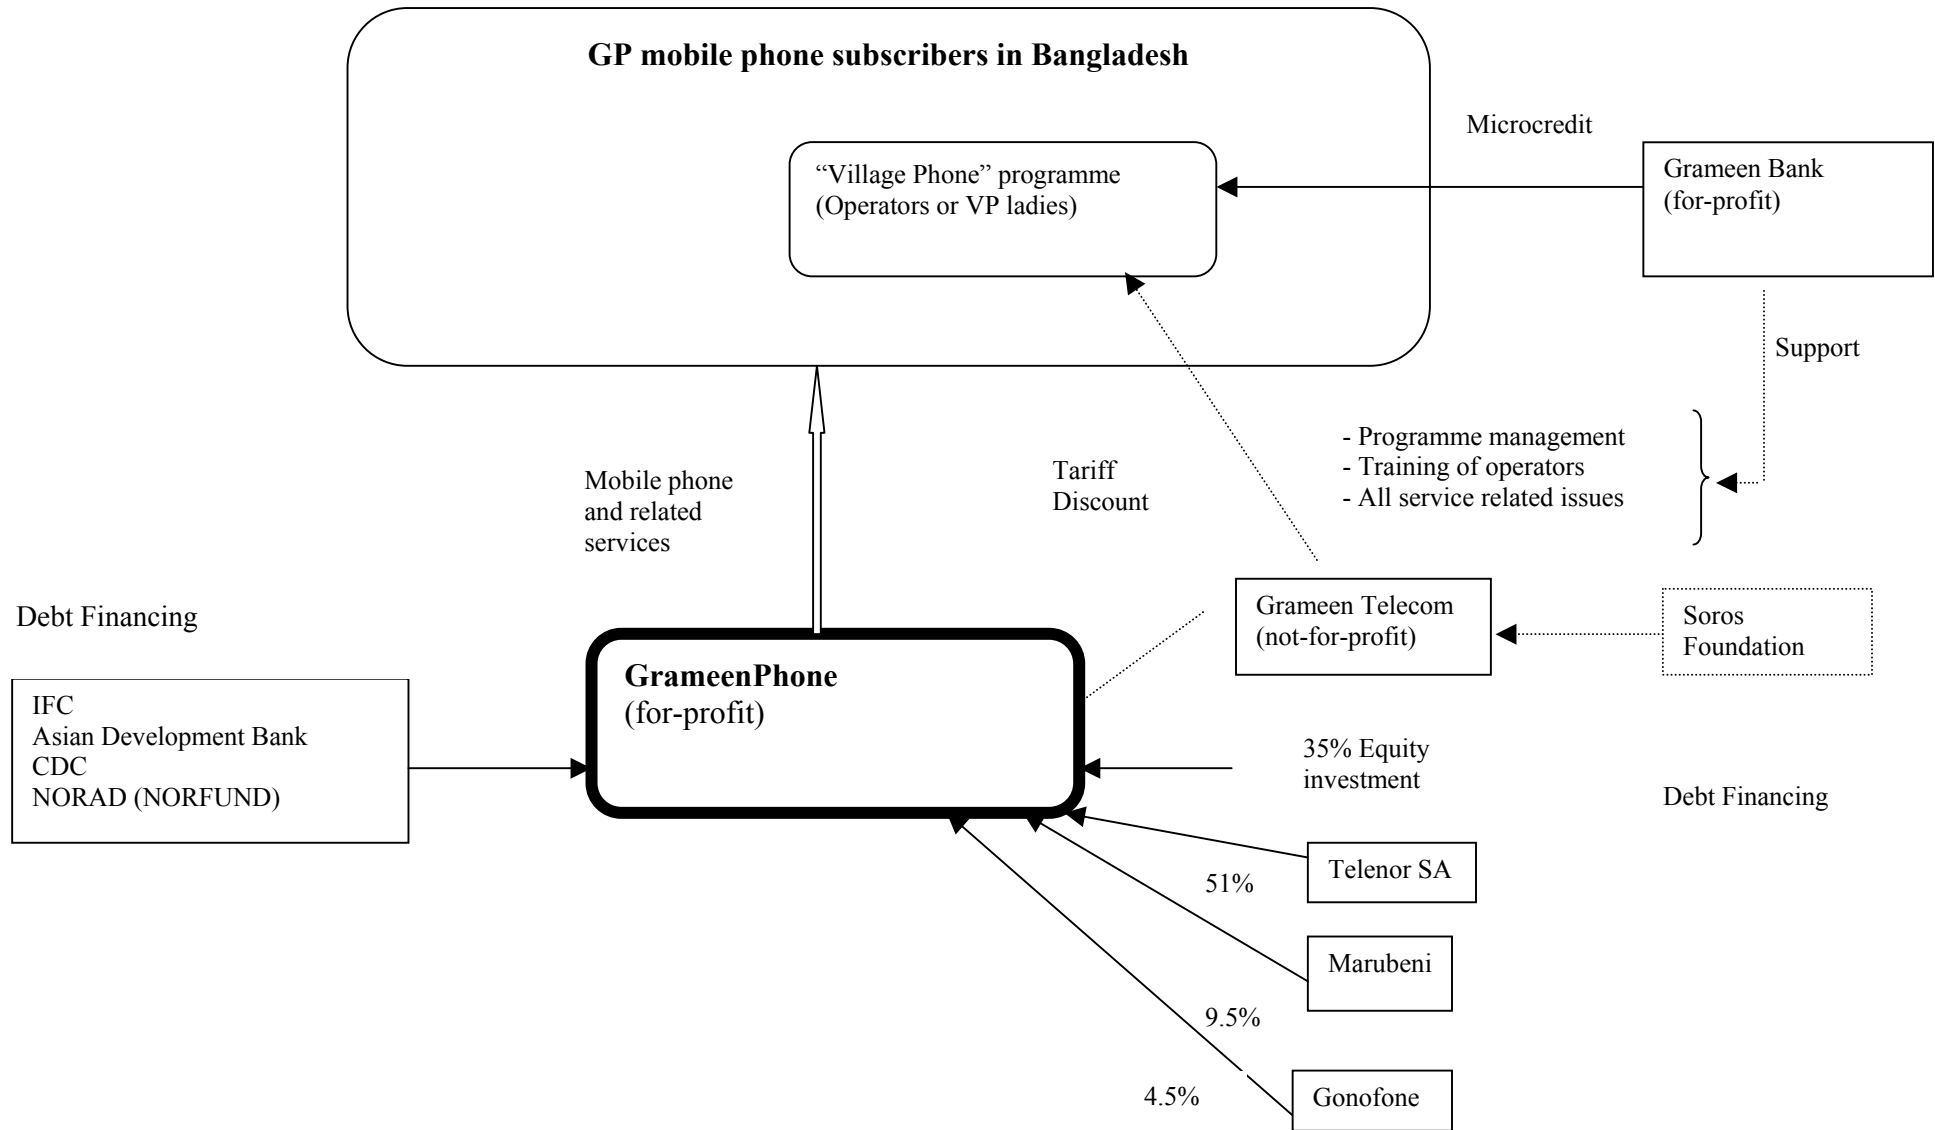 GP mobile phone subscribers in Bangladesh
Microcredit
“Village Phone” programme
(Operators or VP ladies)
Grameen Bank
(for-profit)
Support
- Programme management
- Training of operators
- All service related issues
Tariff
Discount
Mobile phone
and related
services
Debt Financing
Grameen Telecom
(not-for-profit)
Soros
Foundation
GrameenPhone
(for-profit)
IFC
Asian Development Bank
CDC
NORAD (NORFUND)
35% Equity
investment
Debt Financing
Telenor SA
51%
Marubeni
9.5%
4.5%
Gonofone